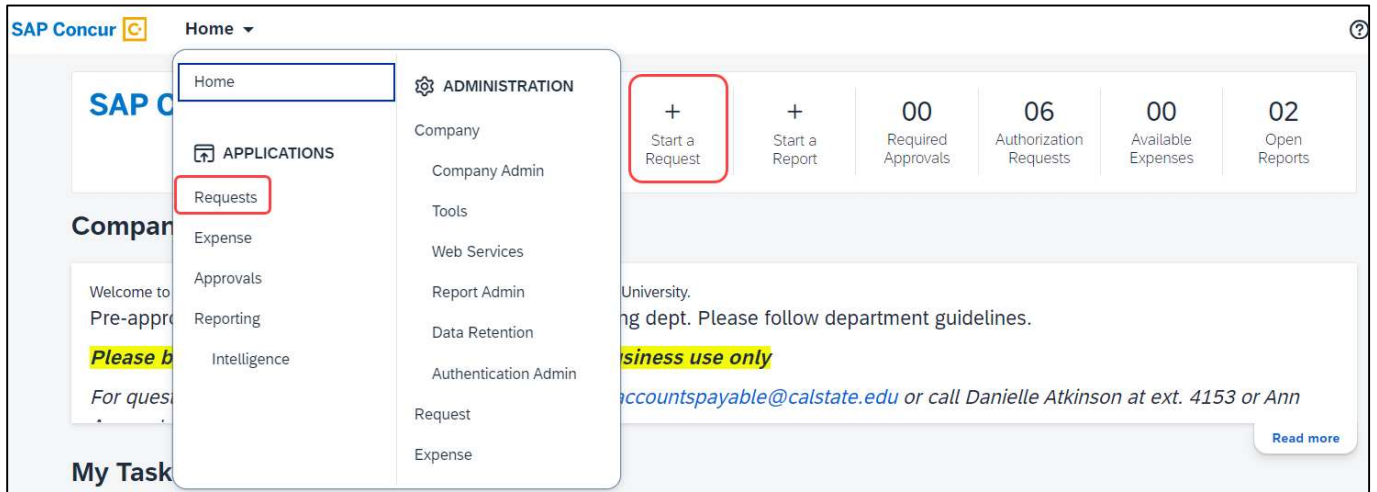 SAP Concur C Home
Home
APPLICATIONS
Requests
Expense
Approvals
Reporting
Intelligence
ADMINISTRATION
Company
Company Admin
Tools
Web Services
Report Admin
Data Retention
Authentication Admin
Request
Expense
SAP C
+
Start a
Request
+
Start a
Report
00
Required
Approvals
06
Authorization
Requests
00
Available
Expenses
02
Open
Reports
Compan
Welcome to University.
Pre-appro ng dept. Please follow department guidelines.
Please b siness use only
For quest accountspayable@calstate.edu or call Danielle Atkinson at ext. 4153 or Ann
Read more
My Task